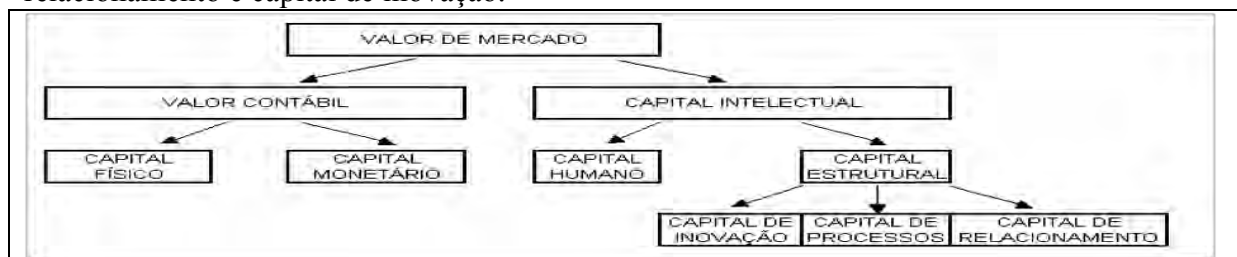 relacionamento e capital de inovação.
VALOR DE MERCADO
VALOR CONTÁBIL
CAPITAL INTELECTUAL
CAPITAL
FÍSICO
CAPITAL
MONETÁRIO
CAPITAL
HUMANO
CAPITAL
ESTRUTURAL
CAPITAL DE
INOVAÇÃO
CAPITAL DE
PROCESSOS
CAPITAL DE
RELACIONAMENTO